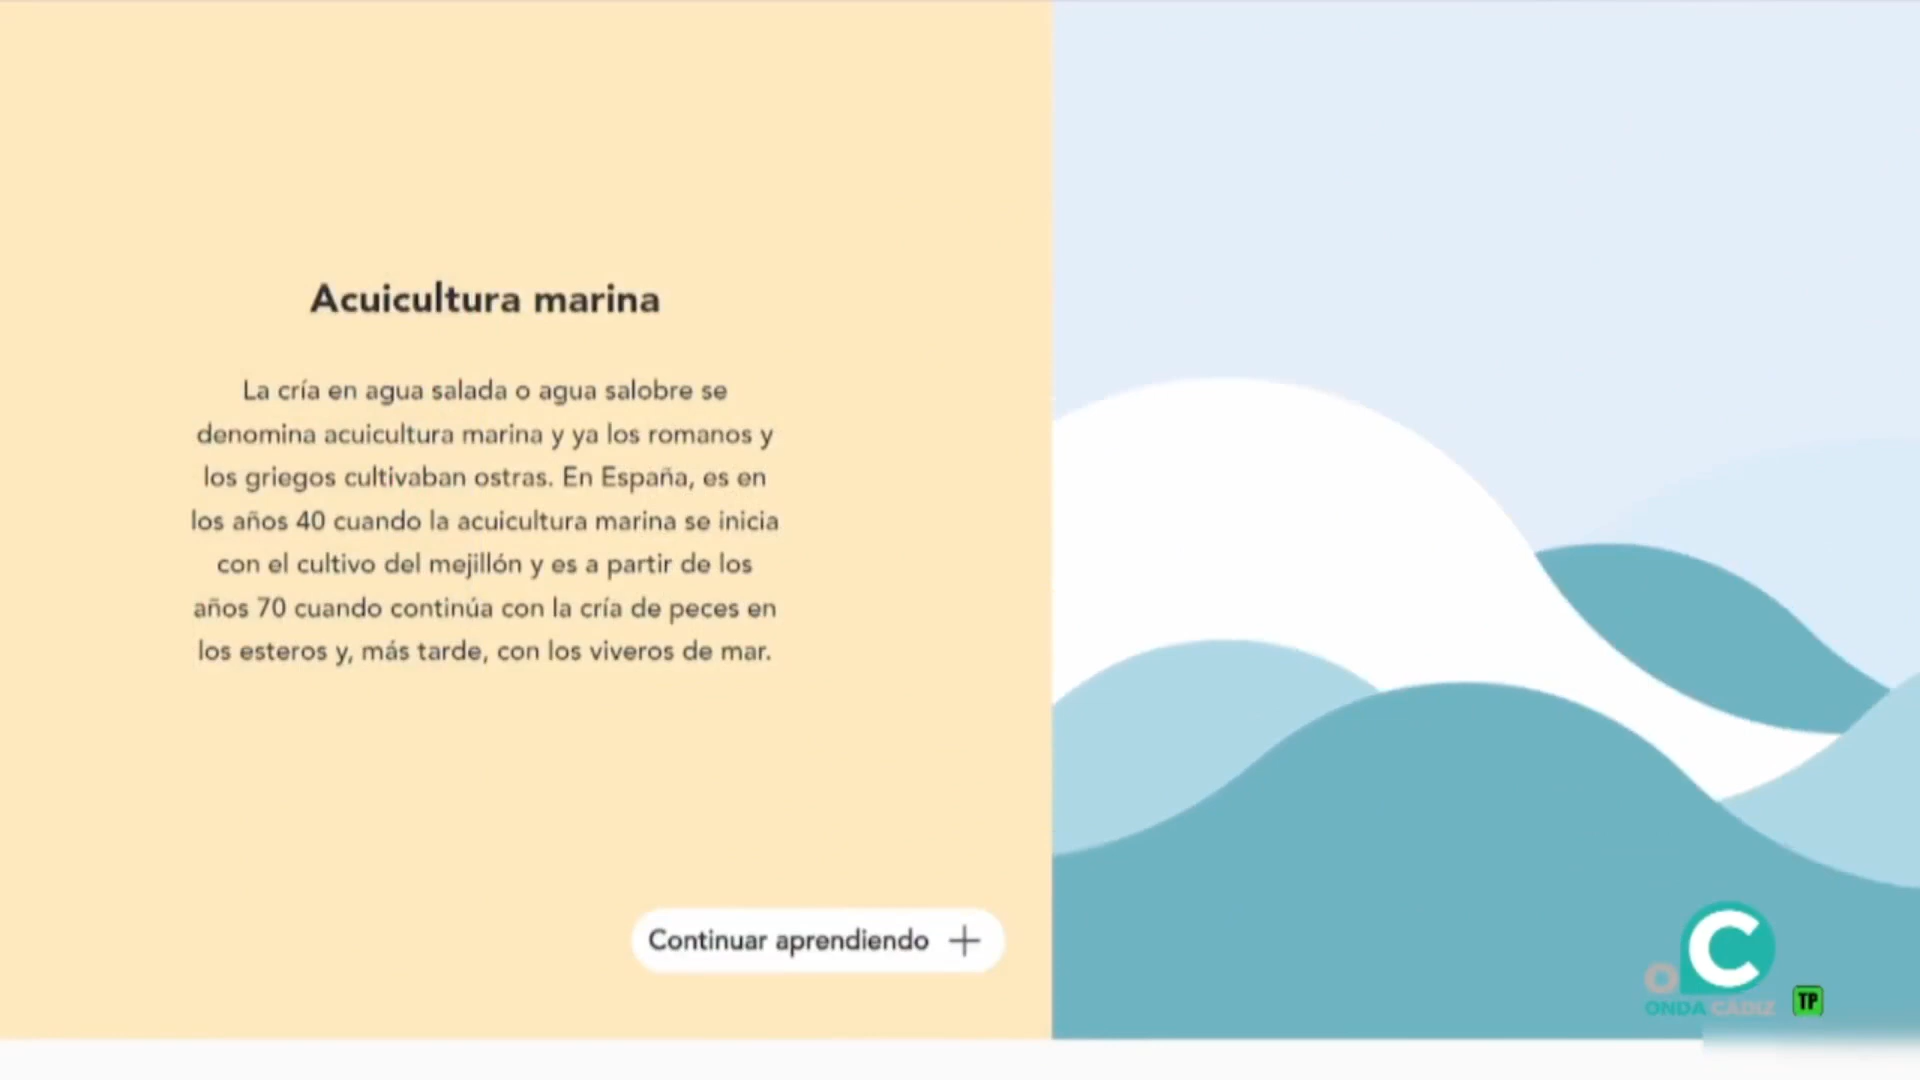 Acuicultura marina
La cría en agua salada o agua salobre se
denomina acuicultura marina y ya los romanos y
los griegos cultivaban ostras. En España, es en
los años 40 cuando la acuicultura marina se inicia
con el cultivo del mejillón y es a partir de los
años 70 cuando continúa con la cría de peces en
los esteros y, más tarde, con los viveros de mar.
Continuar aprendiendo
OC
ONDA CÁDIZ
TP